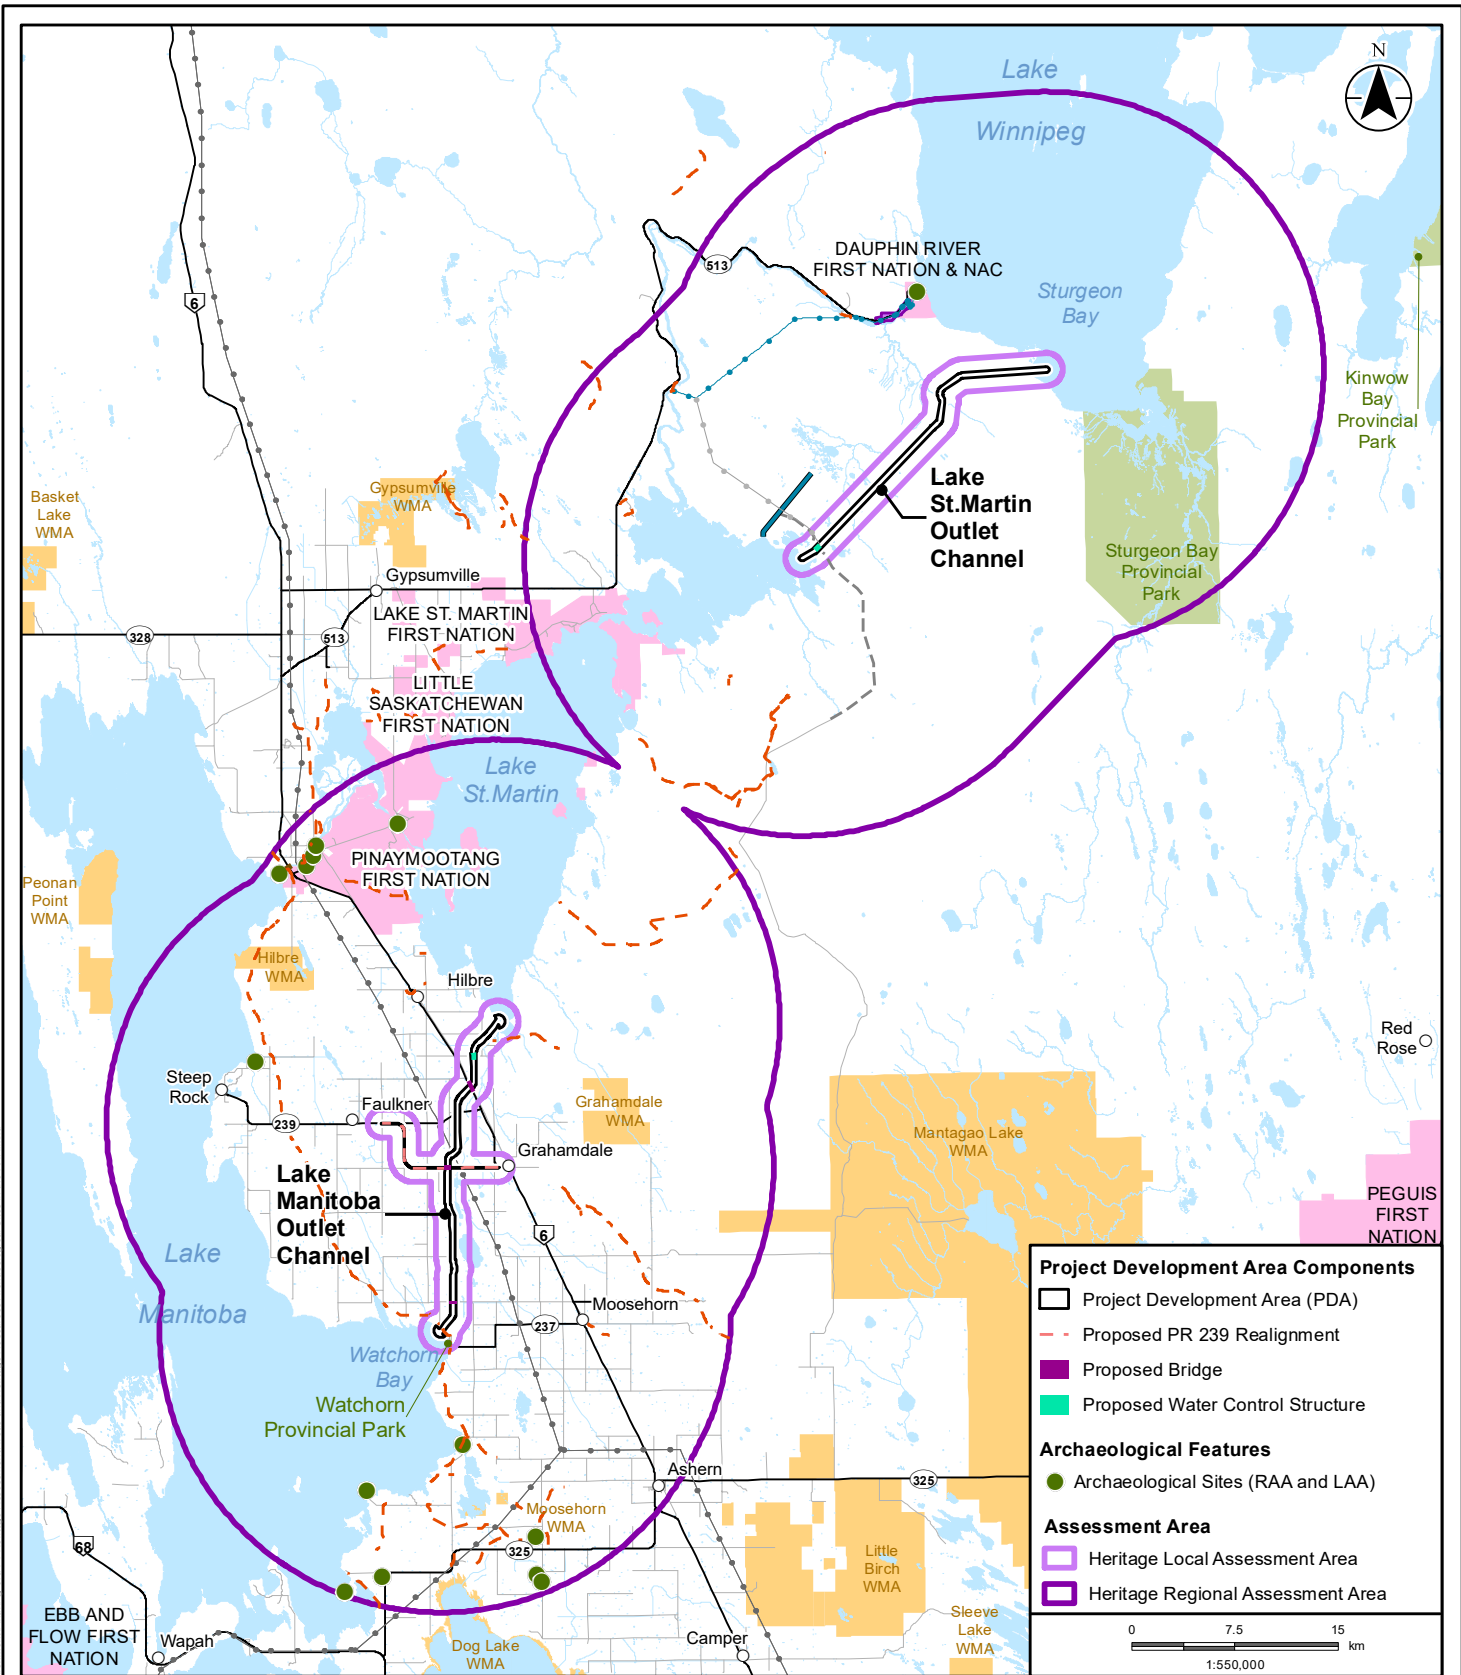 Lake
Winnipeg
N
DAUPHIN RIVER
FIRST NATION & NAC
513
6
Sturgeon
Bay
Kinwow
Bay
Provincial
Park
Basket
Lake
WMA
Gypsumville
WMA
Lake
St.Martin
Outlet
Channel
Sturgeon Bay
Provincial
Park
Gypsumville
LAKE ST. MARTIN
FIRST NATION
328
513
LITTLE
SASKATCHEWAN
FIRST NATION
Lake
St.Martin
PINAYMOOTANG
FIRST NATION
Peonan
Point
WMA
Hilbre
WMA
Hilbre
Red
Rose
Steep
Rock
Faulkner
239
Grahamdale
WMA
Mantagao Lake
WMA
Grahamdale
Lake
Manitoba
Outlet
Channel
PEGUIS
FIRST
NATION
6
Lake
Manitoba
Moosehorn
237
Watchorn
Bay
Watchorn
Provincial Park
Ashern
325
Moosehorn
WMA
325
68
Little
Birch
WMA
EBB AND
FLOW FIRST
NATION
Wapah
Dog Lake
WMA
Camper
Sleeve
Lake
WMA
Project Development Area Components
Project Development Area (PDA)
Proposed PR 239 Realignment
Proposed Bridge
Proposed Water Control Structure
Archaeological Features
Archaeological Sites (RAA and LAA)
Assessment Area
Heritage Local Assessment Area
Heritage Regional Assessment Area
0 7.5 15
km
1:550,000